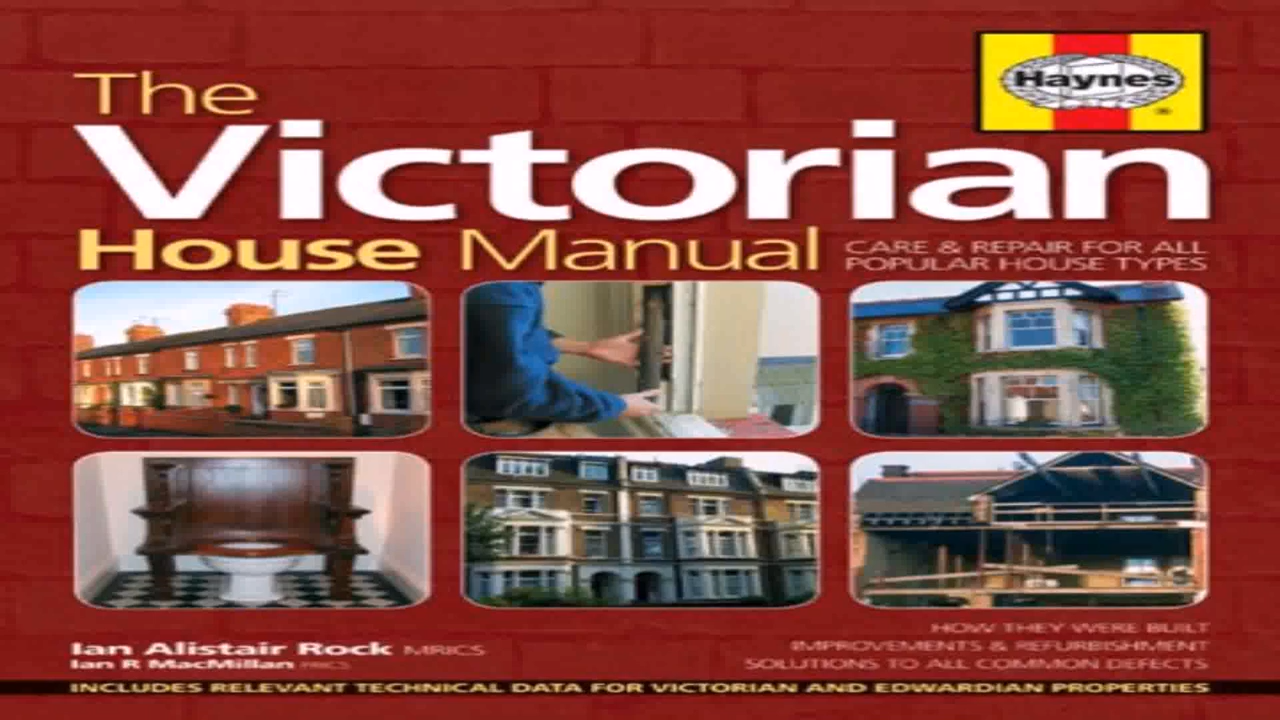 The
Haynes
Victorian
House Manual
CARE & REPAIR FOR ALL
POPULAR HOUSE TYPES
Ian Alistair Rock MRICS
Ian R MacMillan FRICS
HOW THEY WERE BUILT
IMPROVEMENTS & REFURBISHMENT
SOLUTIONS TO ALL COMMON DEFECTS
INCLUDES RELEVANT TECHNICAL DATA FOR VICTORIAN AND EDWARDIAN PROPERTIES